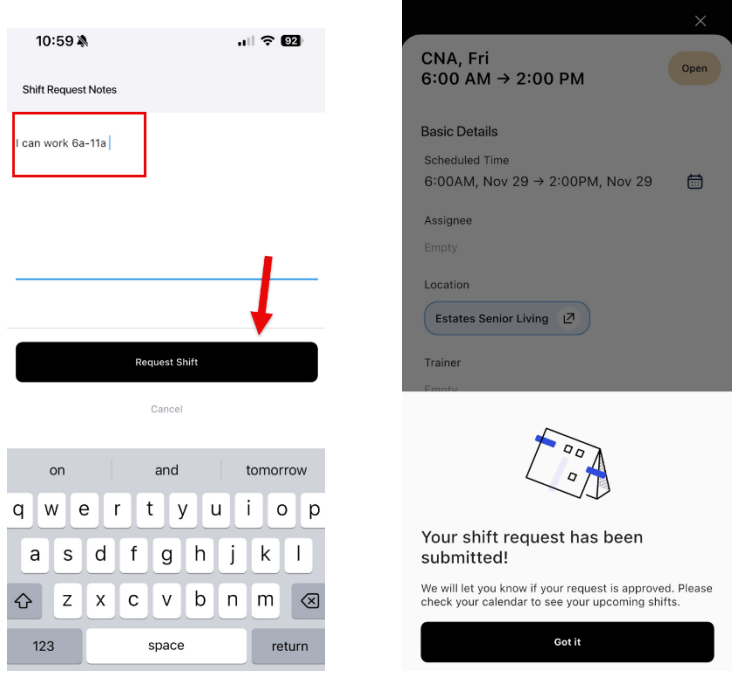 10:59
92
Shift Request Notes
I can work 6a-11a
Request Shift
Cancel
on and tomorrow
q w e r t y u i o p
a s d f g h j k l
z x c v b n m
123 space return
CNA, Fri
6:00 AM → 2:00 PM
Open
Basic Details
Scheduled Time
6:00AM, Nov 29 → 2:00PM, Nov 29
Assignee
Empty
Location
Estates Senior Living
Trainer
Empty
Your shift request has been
submitted!
We will let you know if your request is approved. Please
check your calendar to see your upcoming shifts.
Got it